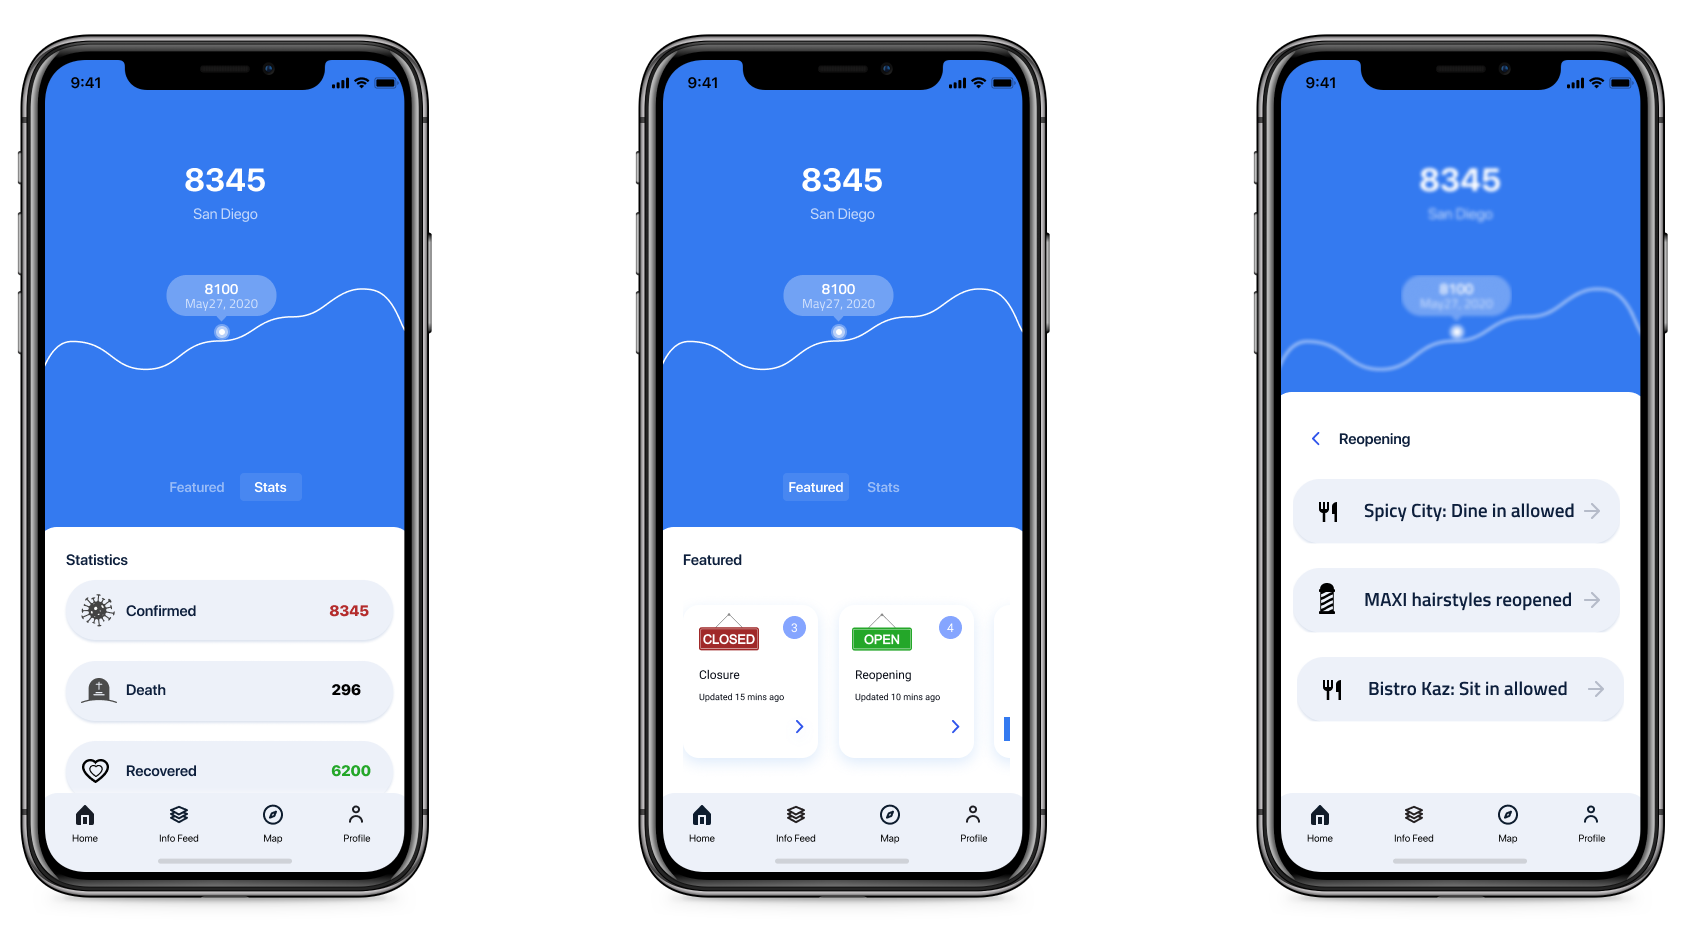 9:41
8345
San Diego
8100
May27, 2020
Featured Stats
Statistics
Confirmed 8345
Death 296
Recovered 6200
Home Info Feed Map Profile
9:41
8345
San Diego
8100
May27, 2020
Featured Stats
Featured
CLOSED 3
Closure
Updated 15 mins ago
OPEN 4
Reopening
Updated 10 mins ago
Home Info Feed Map Profile
9:41
8345
San Diego
8100
May27, 2020
Reopening
Spicy City: Dine in allowed
MAXI hairstyles reopened
Bistro Kaz: Sit in allowed
Home Info Feed Map Profile